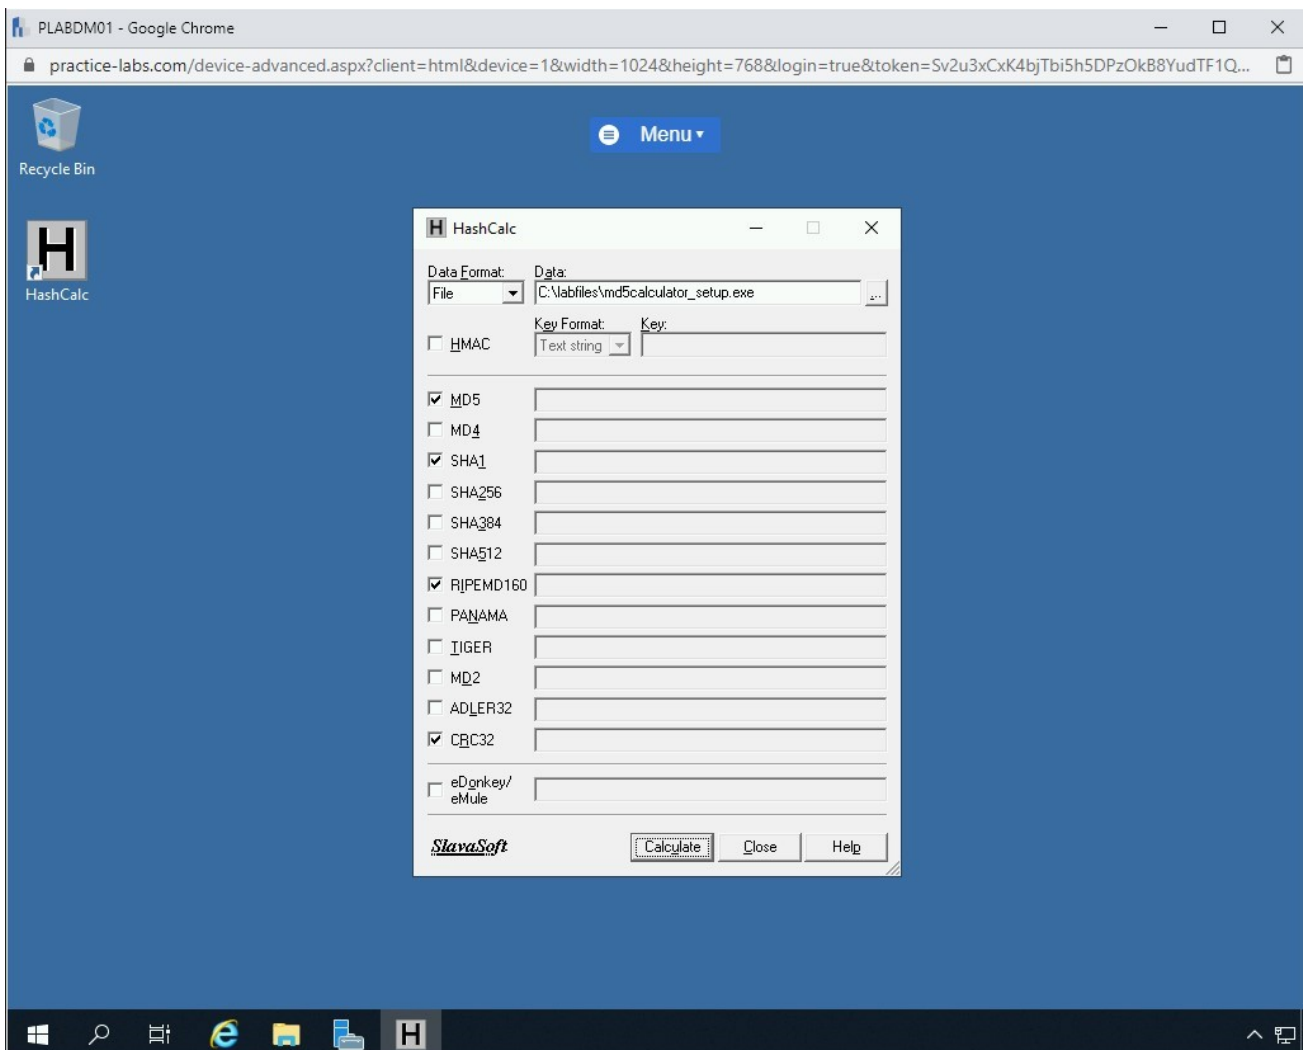 PLABDM01 - Google Chrome
practice-labs.com/device-advanced.aspx?client=html&device=1&width=1024&height=768&login=true&token=Sv2u3xCxK4bjTbi5h5DPzOkB8YudTF1Q...
Menu
Recycle Bin
H
HashCalc
H HashCalc
Data Format: Data:
File C:\labfiles\md5calculator_setup.exe ...
Key Format: Key:
HMAC Text string
MD5
MD4
SHA1
SHA256
SHA384
SHA512
RIPEMD160
PANAMA
TIGER
MD2
ADLER32
CRC32
eDonkey/
eMule
SlavaSoft Calculate Close Help
H